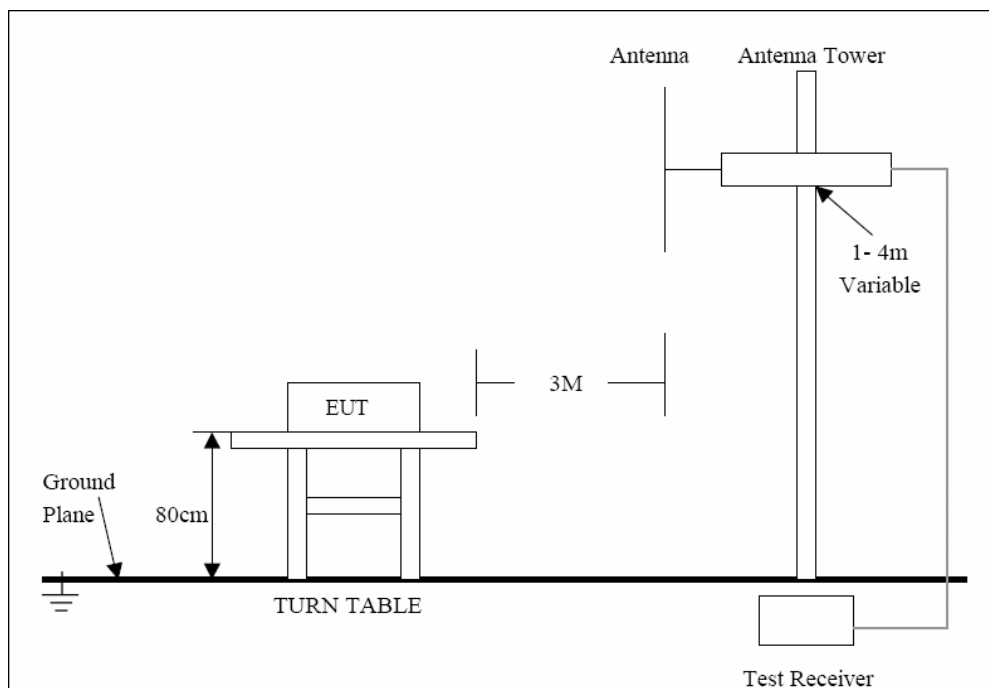 Antenna
Antenna Tower
1- 4m
Variable
3M
EUT
Ground
Plane
80cm
TURN TABLE
Test Receiver